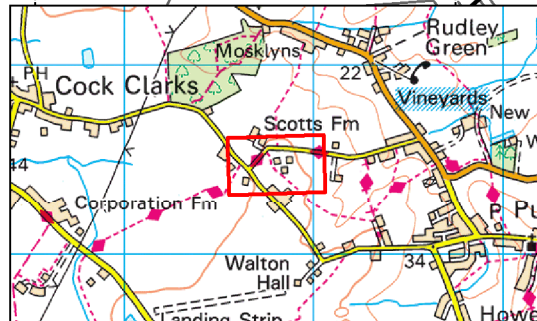 Rudley
Green
Mosklyns
PH
Cock Clarks
22
Vineyards
New
Scotts Fm
W
44
Corporation Fm
P
Pu
Walton
Hall
34
Landing Strip
Howe